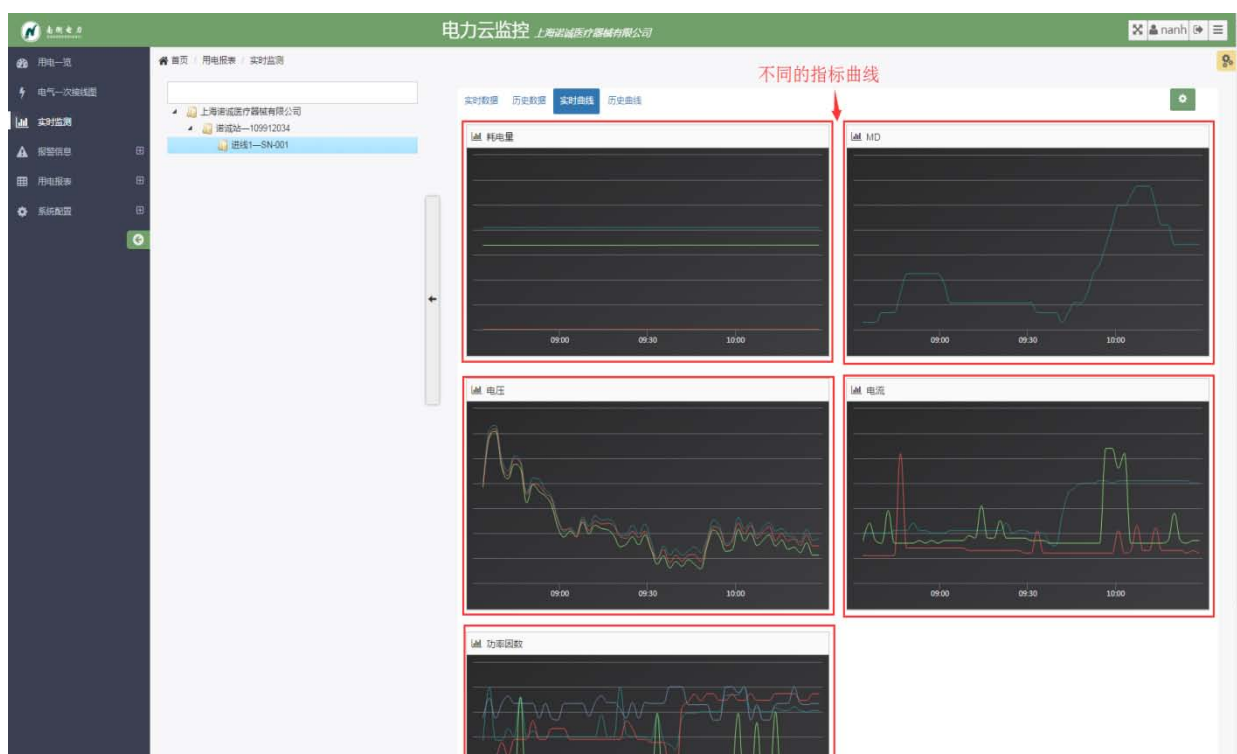 南衡电力
电力云监控 上海诺诚医疗器械有限公司
nanh
用电一览
电气一次接线图
实时监测
报警信息
用电报表
系统配置
首页 / 用电报表 / 实时监测
上海诺诚医疗器械有限公司
诺诚站—109912034
进线1—SN-001
不同的指标曲线
实时数据 历史数据 实时曲线 历史曲线
耗电量
09:00 09:30 10:00
MD
09:00 09:30 10:00
电压
09:00 09:30 10:00
电流
09:00 09:30 10:00
功率因数